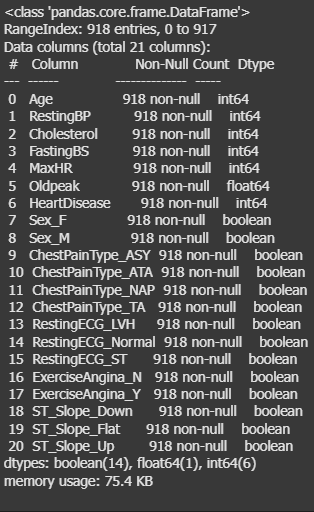 <class 'pandas.core.frame.DataFrame'>
RangeIndex: 918 entries, 0 to 917
Data columns (total 21 columns):
# Column Non-Null Count Dtype
--- ------ -------------- -----
0 Age 918 non-null int64
1 RestingBP 918 non-null int64
2 Cholesterol 918 non-null int64
3 FastingBS 918 non-null int64
4 MaxHR 918 non-null int64
5 Oldpeak 918 non-null float64
6 HeartDisease 918 non-null int64
7 Sex_F 918 non-null boolean
8 Sex_M 918 non-null boolean
9 ChestPainType_ASY 918 non-null boolean
10 ChestPainType_ATA 918 non-null boolean
11 ChestPainType_NAP 918 non-null boolean
12 ChestPainType_TA 918 non-null boolean
13 RestingECG_LVH 918 non-null boolean
14 RestingECG_Normal 918 non-null boolean
15 RestingECG_ST 918 non-null boolean
16 ExerciseAngina_N 918 non-null boolean
17 ExerciseAngina_Y 918 non-null boolean
18 ST_Slope_Down 918 non-null boolean
19 ST_Slope_Flat 918 non-null boolean
20 ST_Slope_Up 918 non-null boolean
dtypes: boolean(14), float64(1), int64(6)
memory usage: 75.4 KB